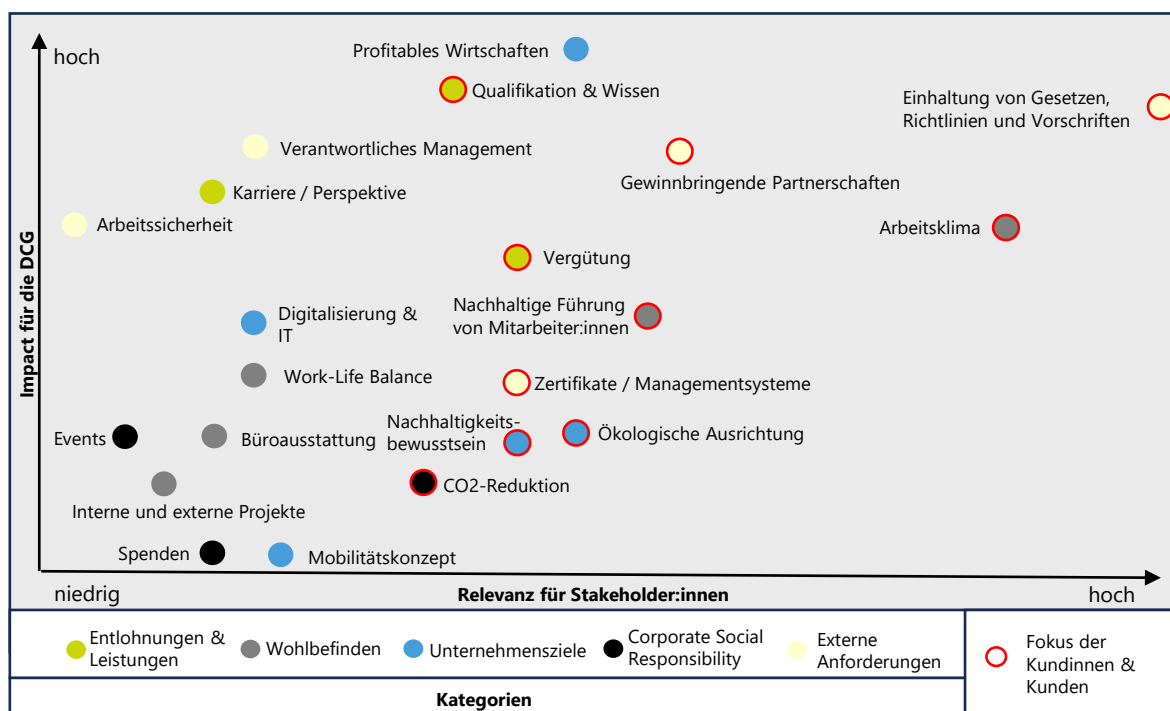 hoch
Profitables Wirtschaften
Qualifikation & Wissen
Einhaltung von Gesetzen,
Richtlinien und Vorschriften
Verantwortliches Management
Gewinnbringende Partnerschaften
Karriere / Perspektive
Arbeitssicherheit
Arbeitsklima
Vergütung
Impact für die DCG
Nachhaltige Führung
von Mitarbeiter:innen
Digitalisierung &
IT
Work-Life Balance
Zertifikate / Managementsysteme
Nachhaltigkeits-
bewusstsein
Ökologische Ausrichtung
Events
Büroausstattung
CO2-Reduktion
Interne und externe Projekte
Spenden
Mobilitätskonzept
niedrig
Relevanz für Stakeholder:innen
hoch
Entlohnungen &
Leistungen
Wohlbefinden
Unternehmensziele
Corporate Social
Responsibility
Externe
Anforderungen
Fokus der
Kundinnen &
Kunden
Kategorien